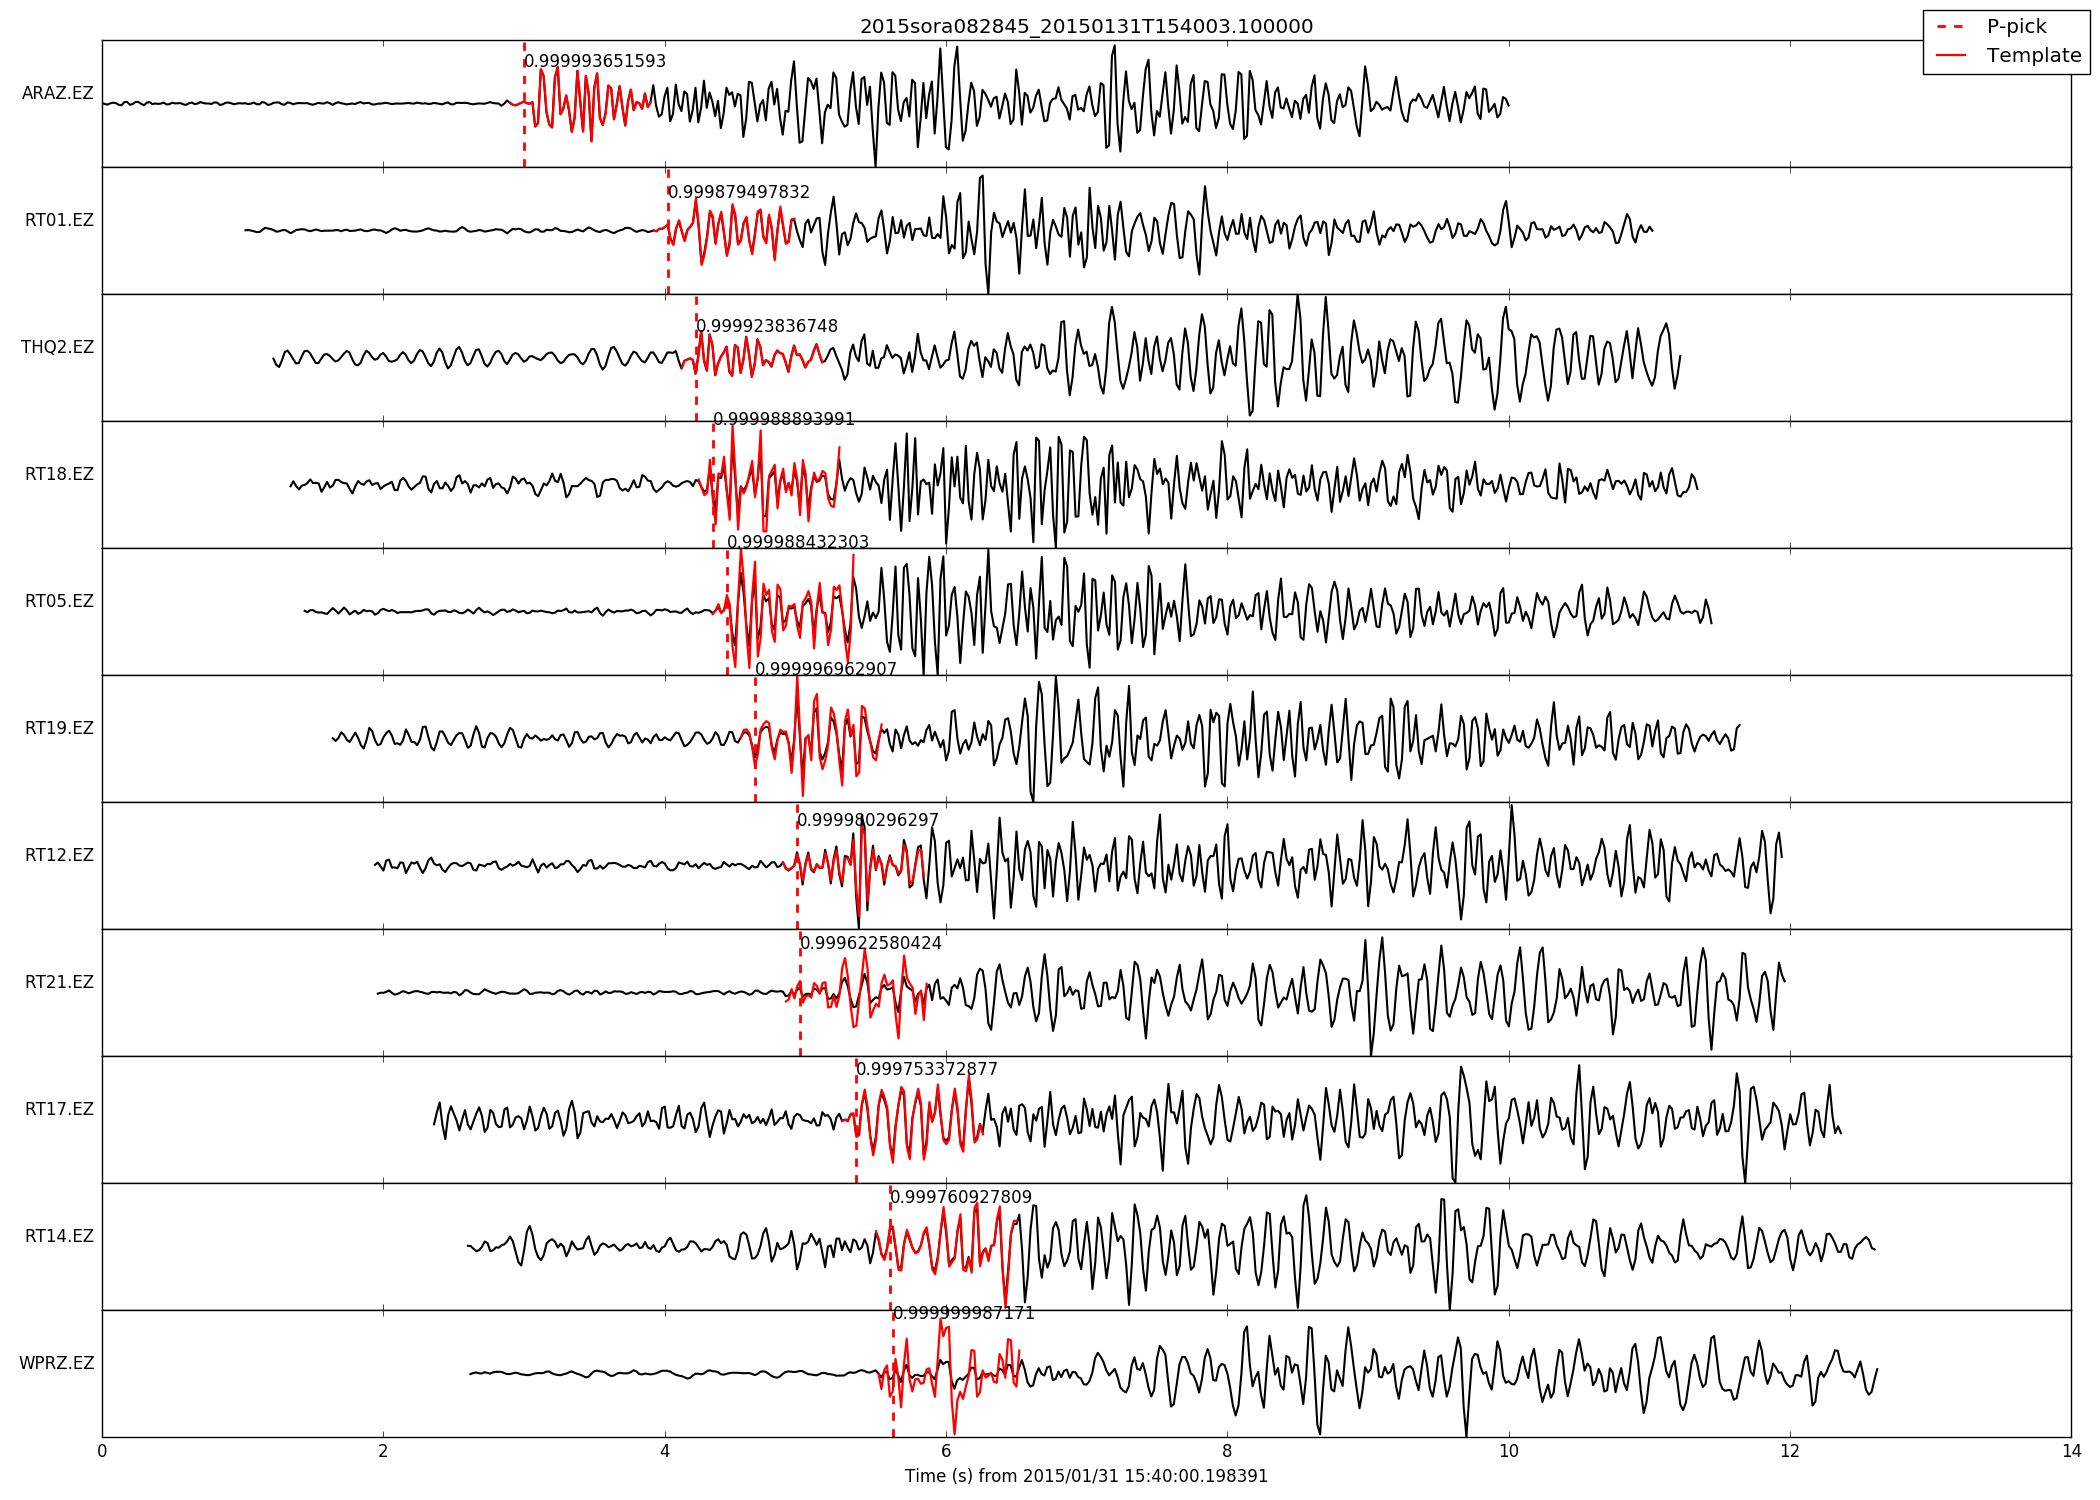 2015sora082845_20150131T154003.100000
P-pick
Template
ARAZ.EZ
0.999993651593
RT01.EZ
0.999879497832
THQ2.EZ
0.999923836748
RT18.EZ
0.999988893991
RT05.EZ
0.999988432303
RT19.EZ
0.999996962907
RT12.EZ
0.999980296297
RT21.EZ
0.999622580424
RT17.EZ
0.999753372877
RT14.EZ
0.999760927809
WPRZ.EZ
0.999999987171
0 2 4 6 8 10 12 14
Time (s) from 2015/01/31 15:40:00.198391